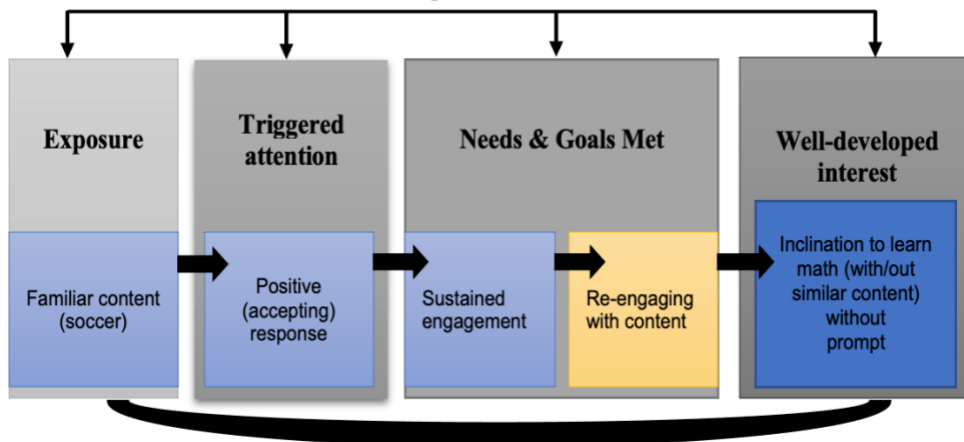 Exposure
Triggered
attention
Needs & Goals Met
Well-developed
interest
Familiar content
(soccer)
Positive
(accepting)
response
Sustained
engagement
Re-engaging
with content
Inclination to learn
math (with/out
similar content)
without
prompt